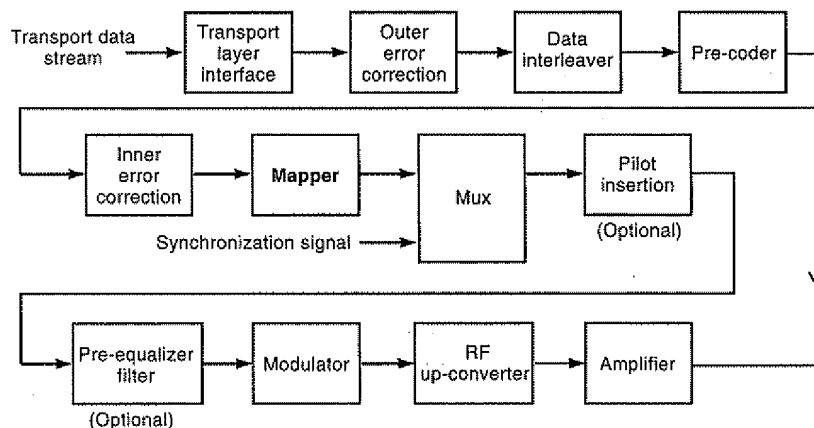 Transport data
stream
Transport
layer
interface
Outer
error
correction
Data
interleaver
Pre-coder
Inner
error
correction
Mapper
Mux
Pilot
insertion
(Optional)
Synchronization signal
Pre-equalizer
filter
(Optional)
Modulator
RF
up-converter
Amplifier